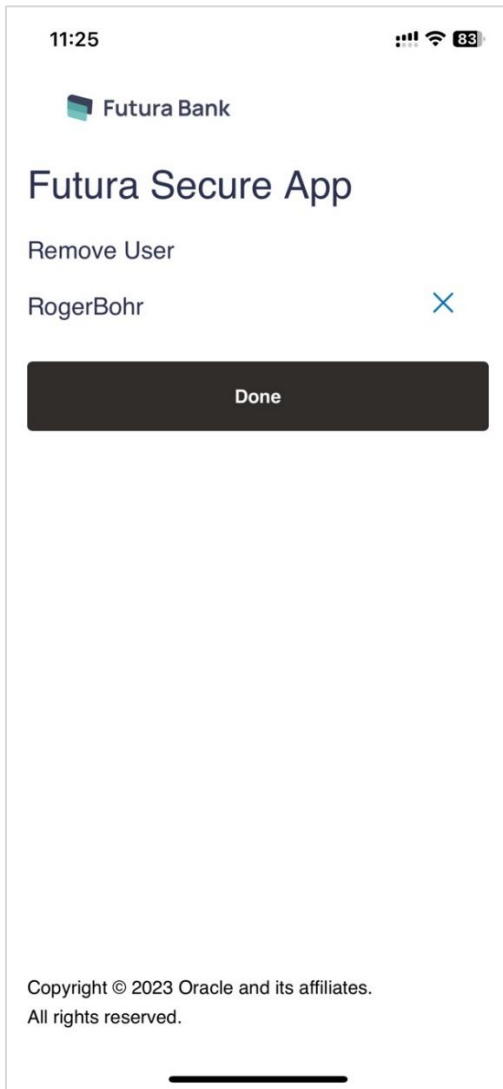 11:25
83
Futura Bank
Futura Secure App
Remove User
RogerBohr
Done
Copyright © 2023 Oracle and its affiliates.
All rights reserved.